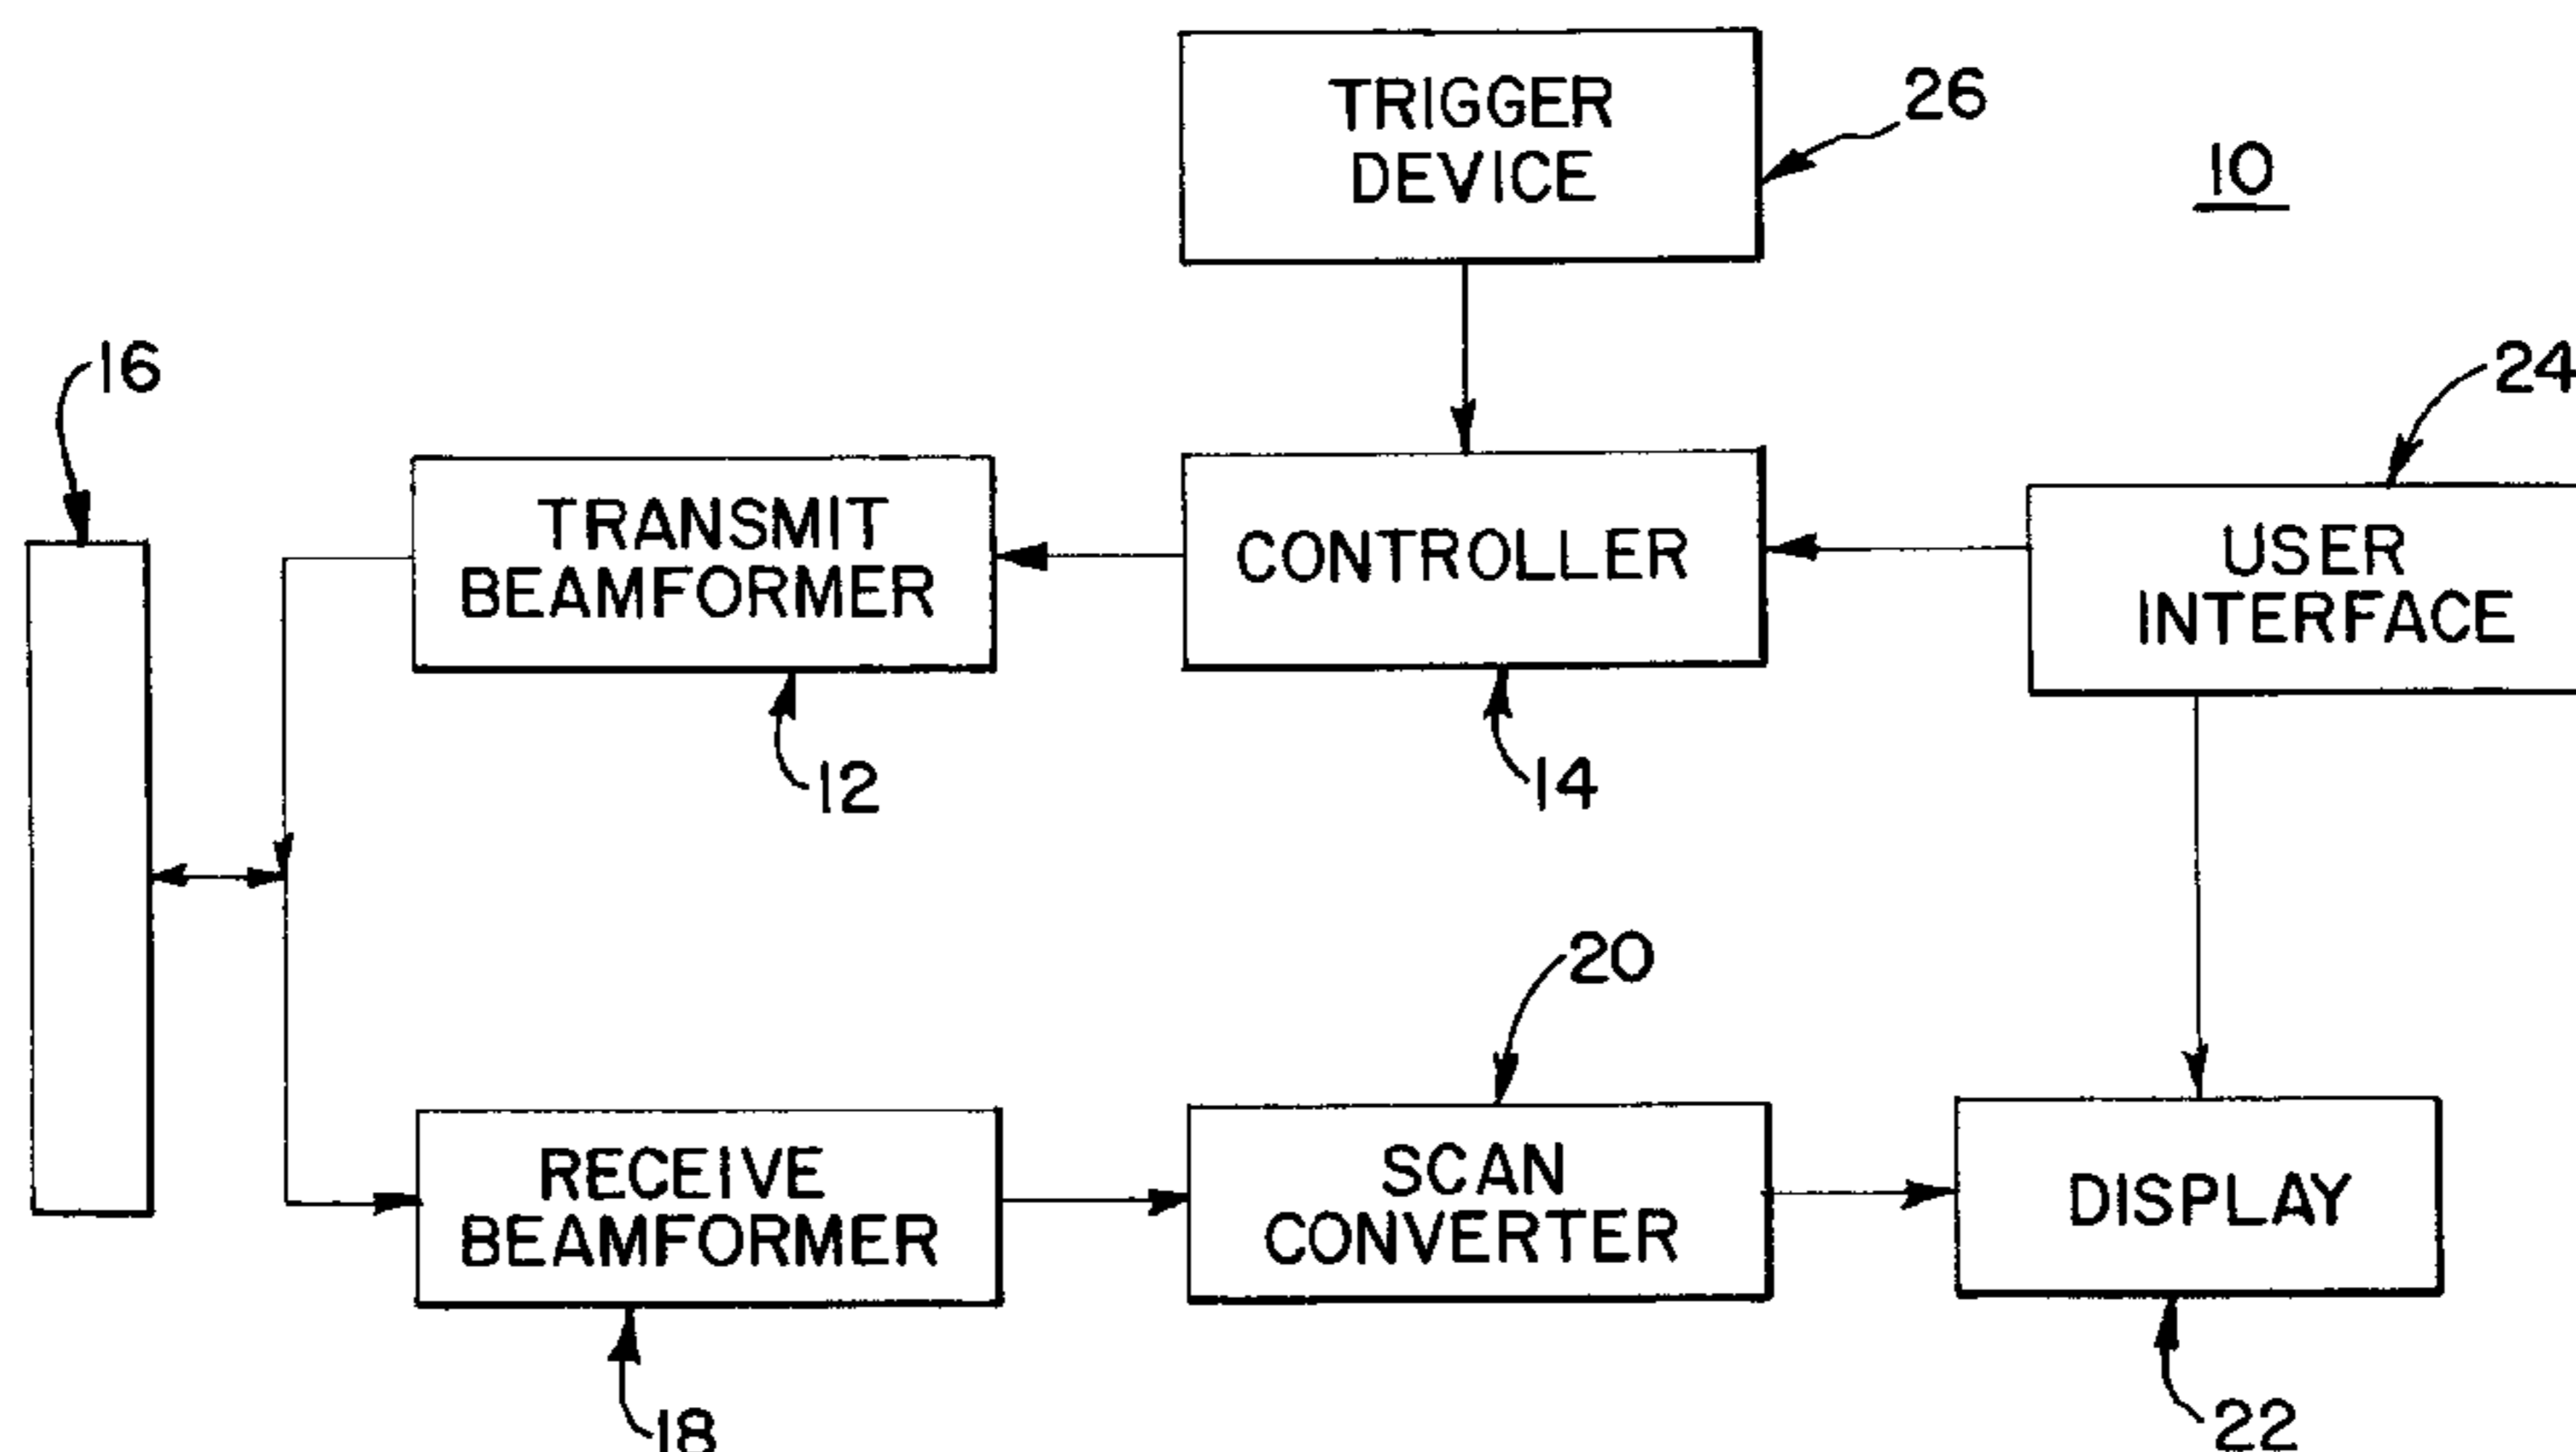 TRIGGER
DEVICE
26
10
16
24
TRANSMIT
BEAMFORMER
CONTROLLER
USER
INTERFACE
12
14
20
RECEIVE
BEAMFORMER
SCAN
CONVERTER
DISPLAY
18
22